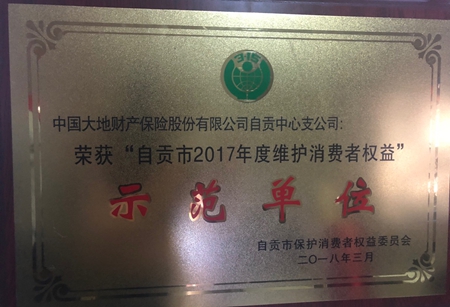 315
中国大地财产保险股份有限公司自贡中心支公司:
荣获“自贡市2017年度维护消费者权益”
示范单位
自贡市保护消费者权益委员会
二〇一八年三月